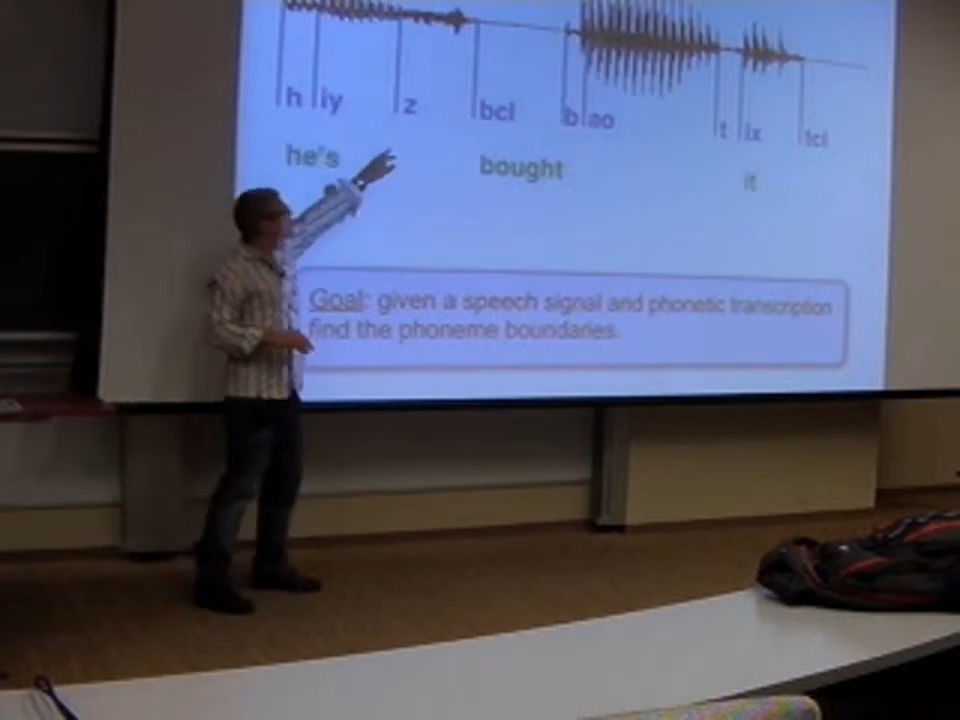 h iy z bcl b ao t ix tcl
he's bought it
Goal: given a speech signal and phonetic transcription
find the phoneme boundaries.